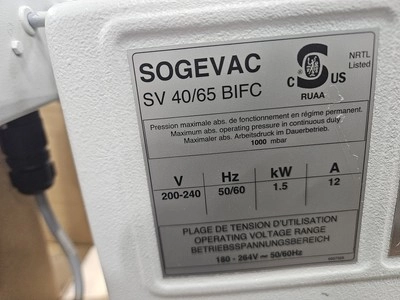 SOGEVAC
SV 40/65 BIFC
C US
NRTL
Listed
RUAA
Pression maximale abs. de fonctionnement en régime permanent.
Maximum abs. operating pressure in continuous duty
Maximaler abs. Arbeitsdruck im Dauerbetrieb.
1000 mbar
V Hz kW A
200-240 50/60 1.5 12
PLAGE DE TENSION D'UTILISATION
OPERATING VOLTAGE RANGE
BETRIEBSSPANNUNGSBEREICH
180 - 264V ~ 50/60Hz